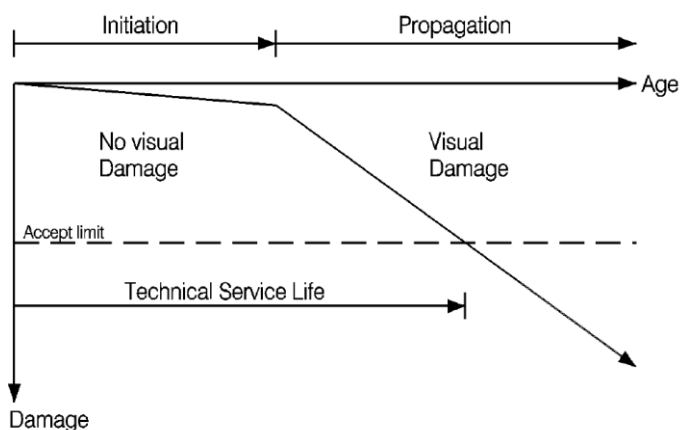 Initiation
Propagation
Age
No visual
Damage
Visual
Damage
Accept limit
Technical Service Life
Damage